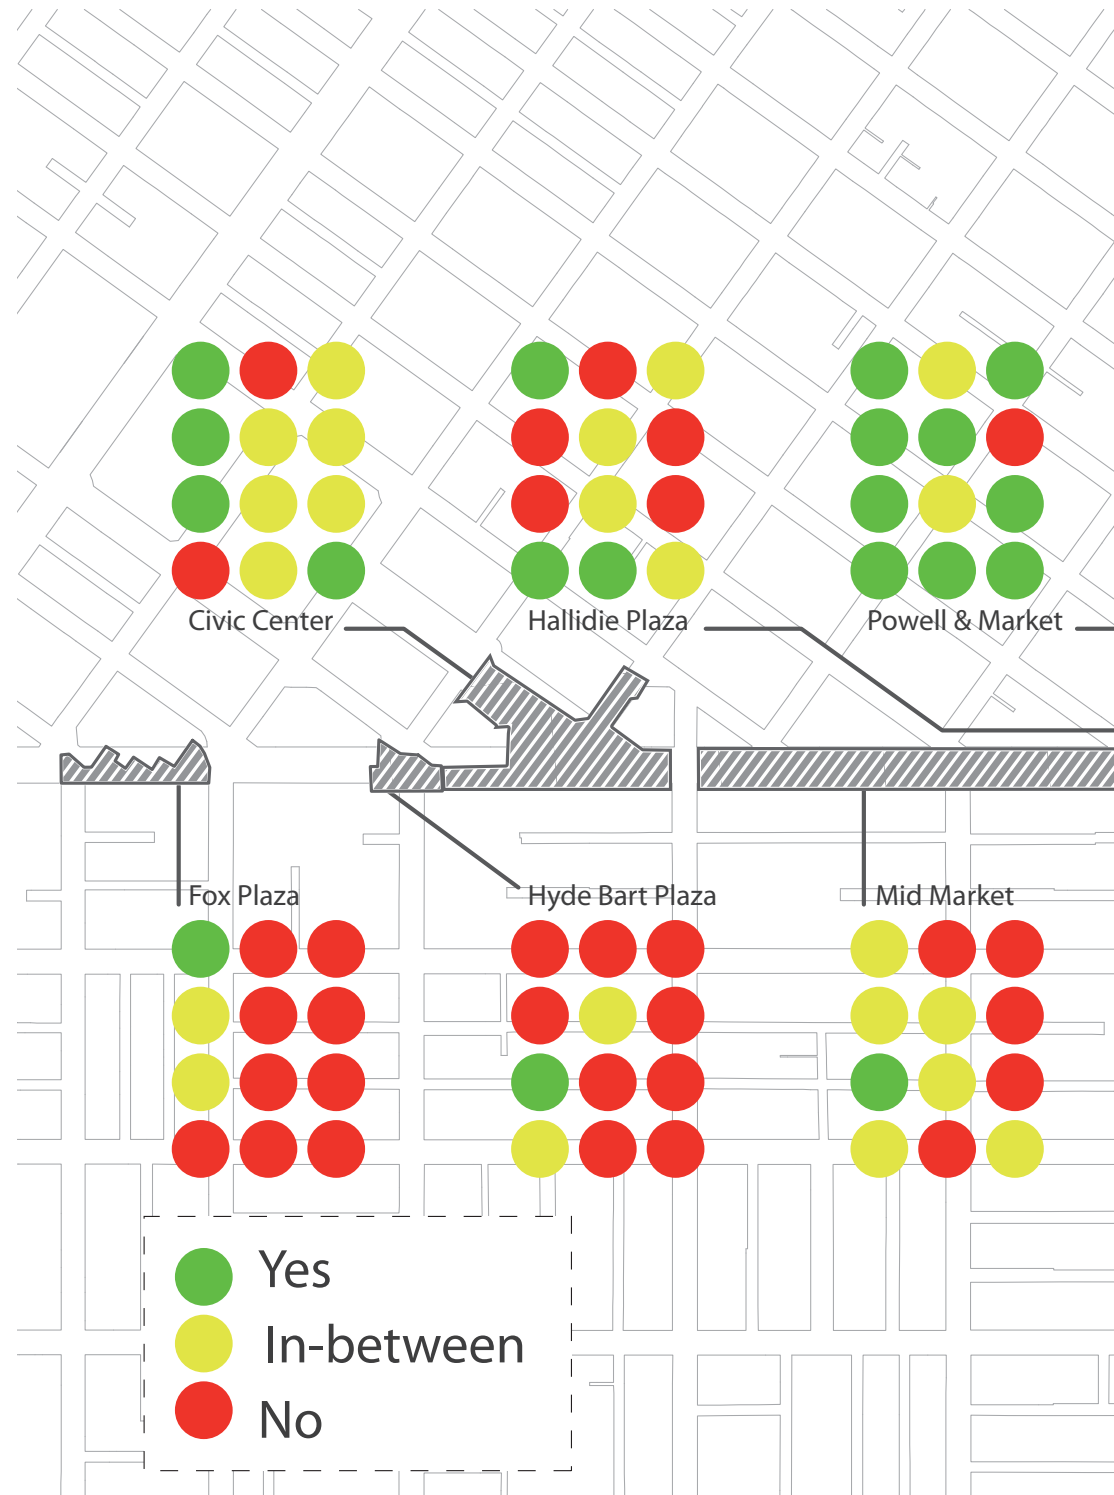 Civic Center
Hallidie Plaza
Powell & Market
Fox Plaza
Hyde Bart Plaza
Mid Market
Yes
In-between
No